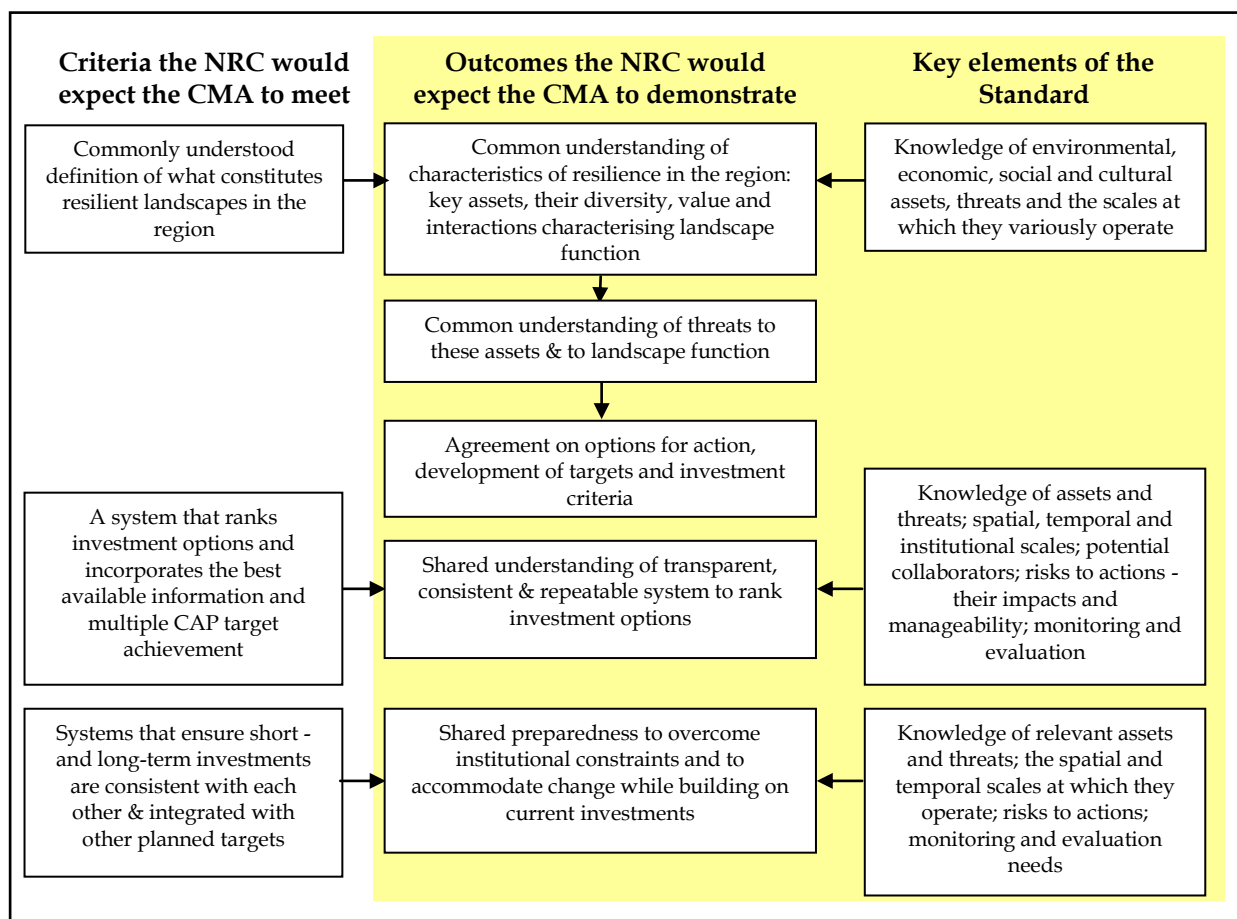 Criteria the NRC would
expect the CMA to meet
Outcomes the NRC would
expect the CMA to demonstrate
Key elements of the
Standard
Commonly understood
definition of what constitutes
resilient landscapes in the
region
Common understanding of
characteristics of resilience in the region:
key assets, their diversity, value and
interactions characterising landscape
function
Knowledge of environmental,
economic, social and cultural
assets, threats and the scales at
which they variously operate
Common understanding of threats to
these assets & to landscape function
Agreement on options for action,
development of targets and investment
criteria
A system that ranks
investment options and
incorporates the best
available information and
multiple CAP target
achievement
Shared understanding of transparent,
consistent & repeatable system to rank
investment options
Knowledge of assets and
threats; spatial, temporal and
institutional scales; potential
collaborators; risks to actions -
their impacts and
manageability; monitoring and
evaluation
Systems that ensure short -
and long-term investments
are consistent with each
other & integrated with
other planned targets
Shared preparedness to overcome
institutional constraints and to
accommodate change while building on
current investments
Knowledge of relevant assets
and threats; the spatial and
temporal scales at which they
operate; risks to actions;
monitoring and evaluation
needs